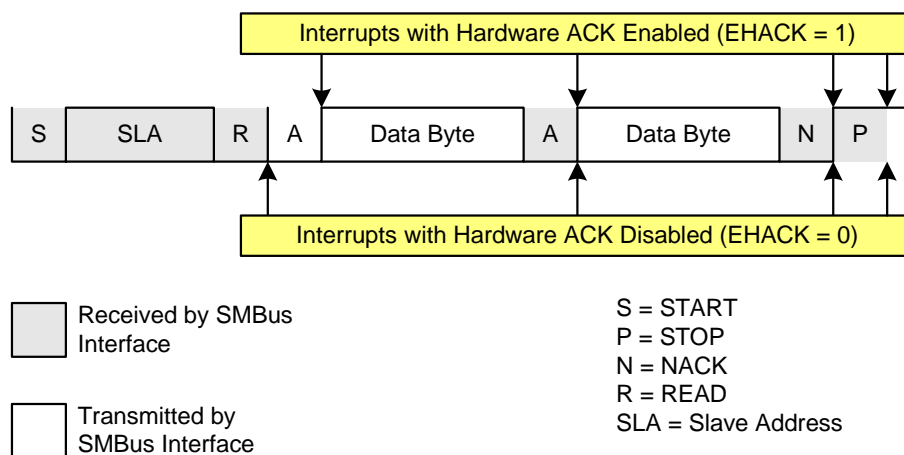 Interrupts with Hardware ACK Enabled (EHACK = 1)
S SLA R A Data Byte A Data Byte N P
Interrupts with Hardware ACK Disabled (EHACK = 0)
Received by SMBus
Interface
Transmitted by
SMBus Interface
S = START
P = STOP
N = NACK
R = READ
SLA = Slave Address